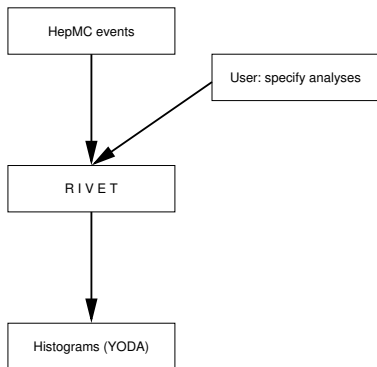 HepMC events
User: specify analyses
R I V E T
Histograms (YODA)